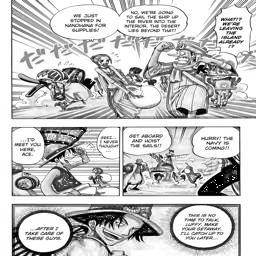 WHAT!?
WE'RE
LEAVING
THE
ISLAND
ALREADY
!?
NO, WE'RE GOING
TO SAIL THE SHIP UP
THE RIVER INTO THE
INTERIOR. THE DESERT
LIES BEYOND THAT!!
WE JUST
STOPPED IN
NANOHANA
FOR
SUPPLIES!
HURRY! THE
NAVY IS
COMING!!
GET ABOARD
AND HOIST
THE SAILS!!
I NEVER
THOUGHT
...I'D
MEET YOU
HERE,
ACE.
THIS IS NO
TIME TO TALK,
LUFFY. MAKE
YOUR GETAWAY.
I'LL CATCH UP TO
YOU LATER...
...AFTER I
TAKE CARE OF
THESE GUYS.